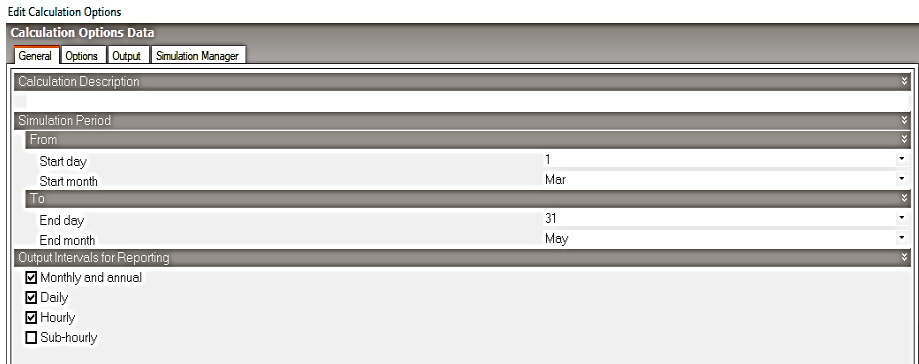 Edit Calculation Options
Calculation Options Data
General Options Output Simulation Manager
Calculation Description
Simulation Period
From
Start day 1
Start month Mar
To
End day 31
End month May
Output Intervals for Reporting
Monthly and annual
Daily
Hourly
Sub-hourly